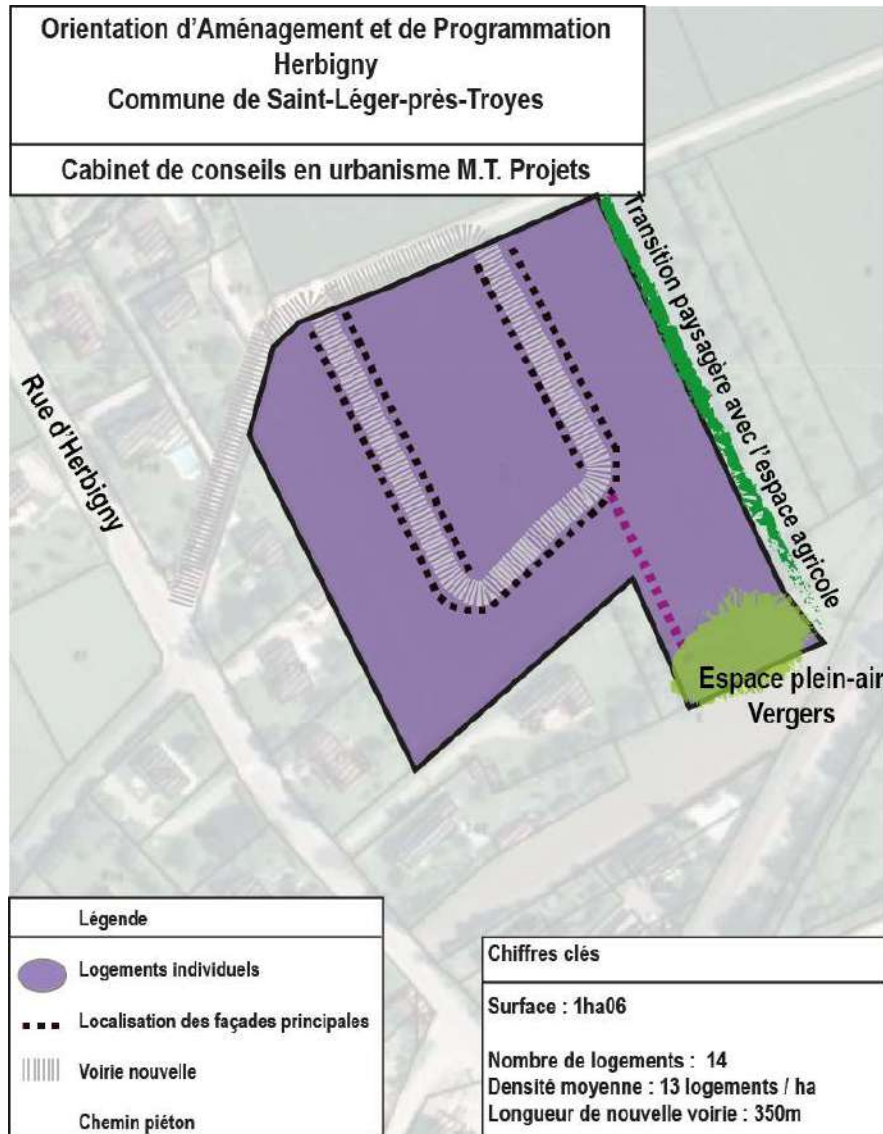 Orientation d'Aménagement et de Programmation
Herbigny
Commune de Saint-Léger-près-Troyes
Cabinet de conseils en urbanisme M.T. Projets
Transition paysagère avec l'espace agricole
Rue d'Herbigny
Espace plein-air
Vergers
Légende
Logements individuels
Localisation des façades principales
Voirie nouvelle
Chemin piéton
Chiffres clés
Surface : 1ha06
Nombre de logements : 14
Densité moyenne : 13 logements / ha
Longueur de nouvelle voirie : 350m